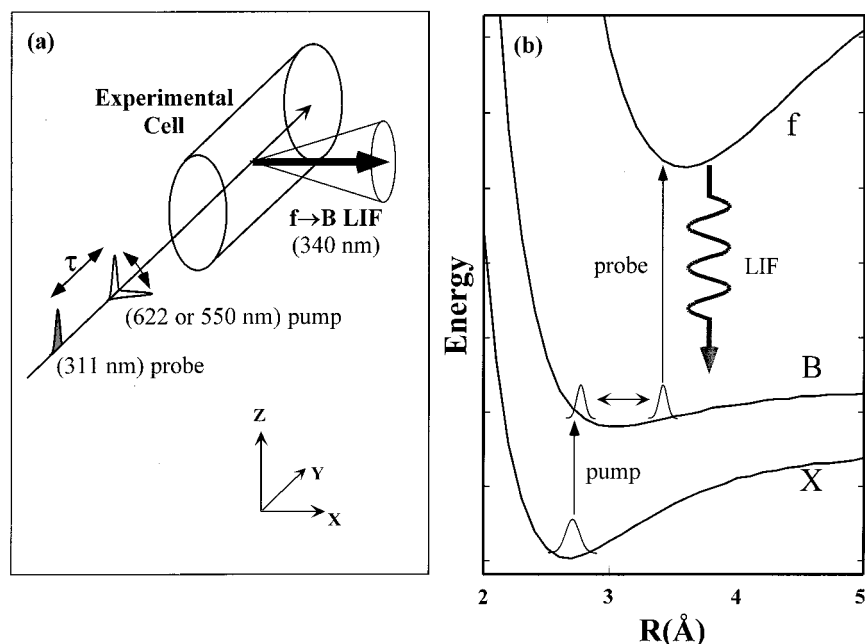 (a)
Experimental
Cell
f→B LIF
(340 nm)
τ
(622 or 550 nm) pump
(311 nm) probe
Z
Y
X
(b)
f
probe
LIF
B
pump
X
Energy
2
3
4
5
R(Å)